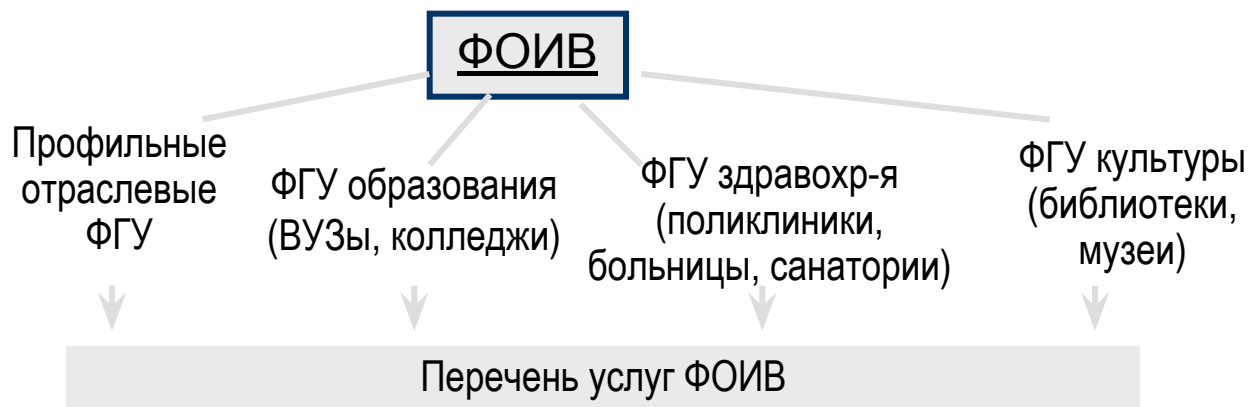 ФОИВ
Профильные
отраслевые
ФГУ
ФГУ образования
(ВУЗы, колледжи)
ФГУ здравохр-я
(поликлиники,
больницы, санатории)
ФГУ культуры
(библиотеки,
музеи)
Перечень услуг ФОИВ